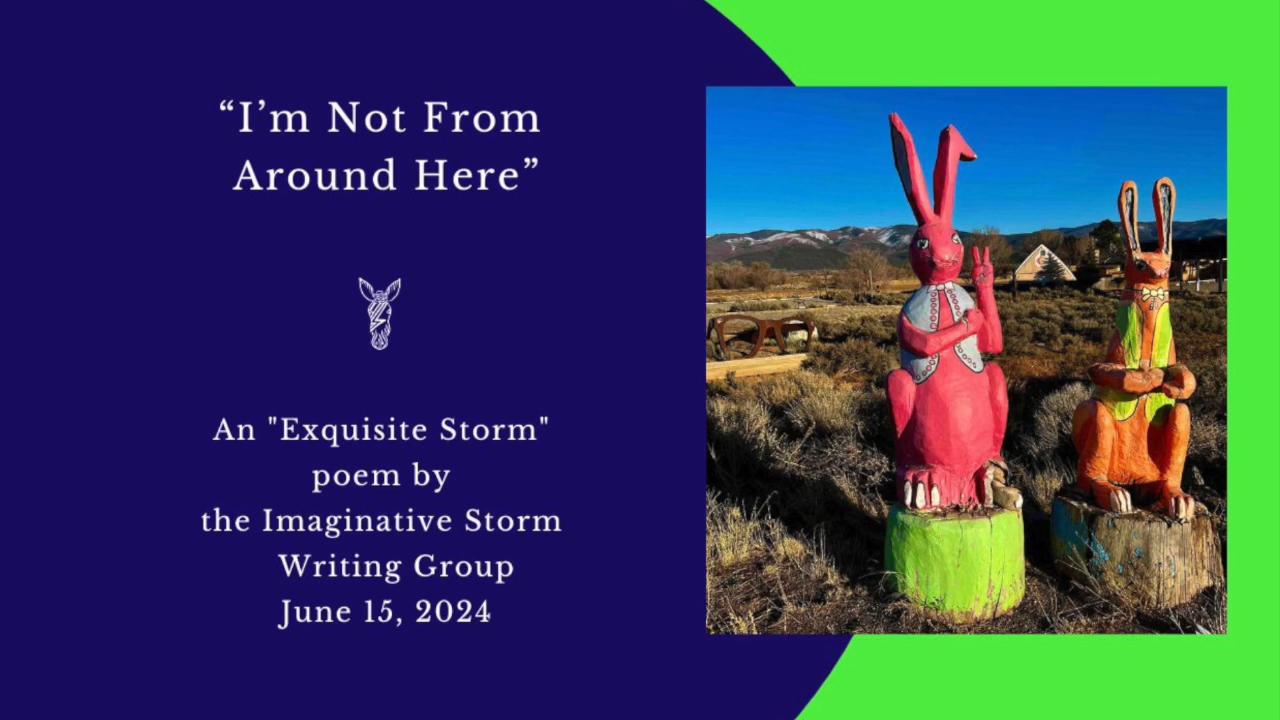 “I’m Not From
Around Here”
An "Exquisite Storm"
poem by
the Imaginative Storm
Writing Group
June 15, 2024